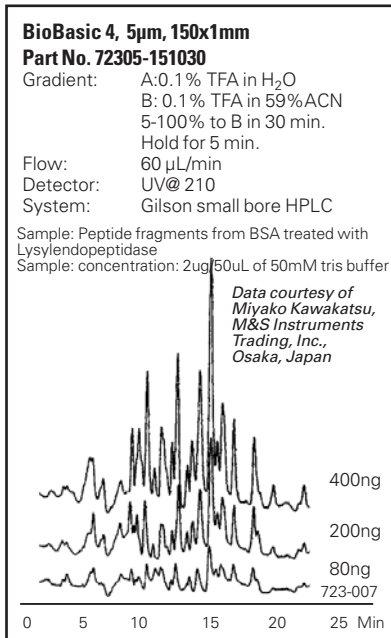 BioBasic 4, 5µm, 150x1mm
Part No. 72305-151030
Gradient: A:0.1% TFA in H₂O
B: 0.1% TFA in 59%ACN
5-100% to B in 30 min.
Hold for 5 min.
Flow: 60 µL/min
Detector: UV@ 210
System: Gilson small bore HPLC
Sample: Peptide fragments from BSA treated with
Lysylendopeptidase
Sample: concentration: 2ug/50uL of 50mM tris buffer
Data courtesy of
Miyako Kawakatsu,
M&S Instruments
Trading, Inc.,
Osaka, Japan
400ng
200ng
80ng
723-007
0 5 10 15 20 25 Min